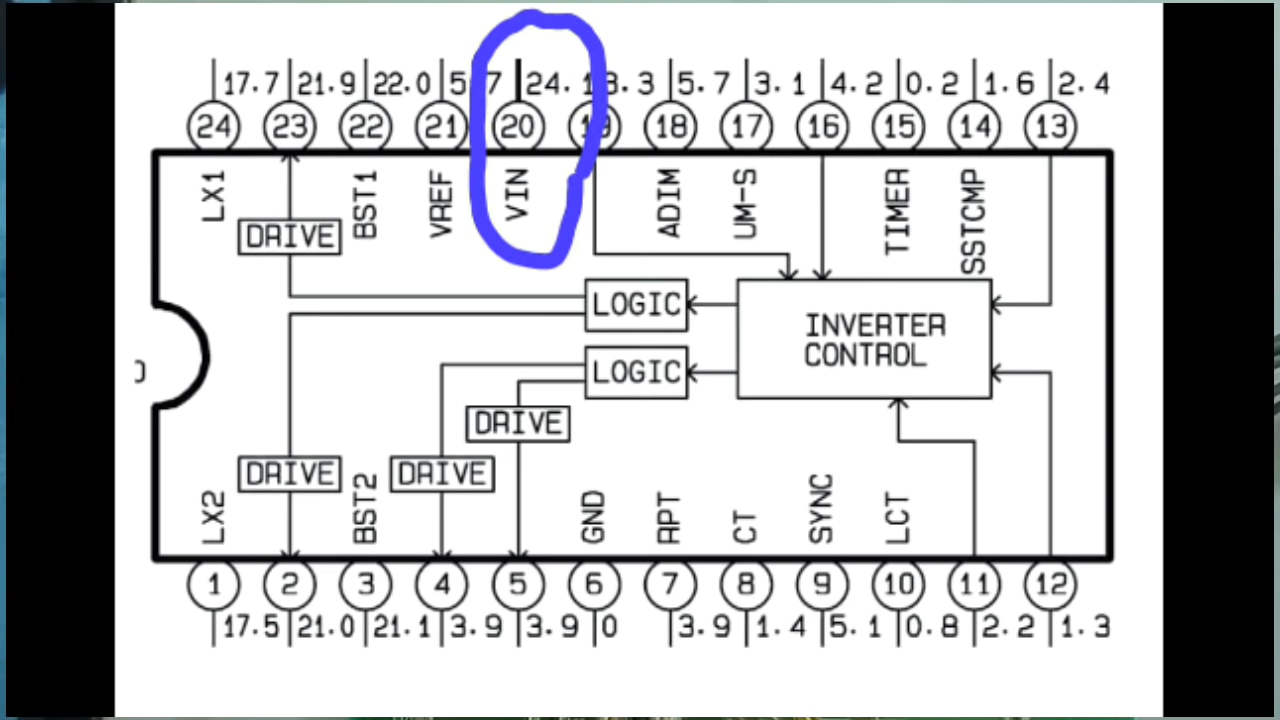 17.7 21.9 22.0 5.7 24.1 3.3 5.7 3.1 4.2 0.2 1.6 2.4
24 23 22 21 20 19 18 17 16 15 14 13
LX1 BST1 VREF VIN ADIM UM-S TIMER SSTCMP
DRIVE
LOGIC
INVERTER
CONTROL
LOGIC
DRIVE
DRIVE DRIVE
LX2 BST2 GND RPT CT SYNC LCT
1 2 3 4 5 6 7 8 9 10 11 12
17.5 21.0 21.1 3.9 3.9 0 3.9 1.4 5.1 0.8 2.2 1.3